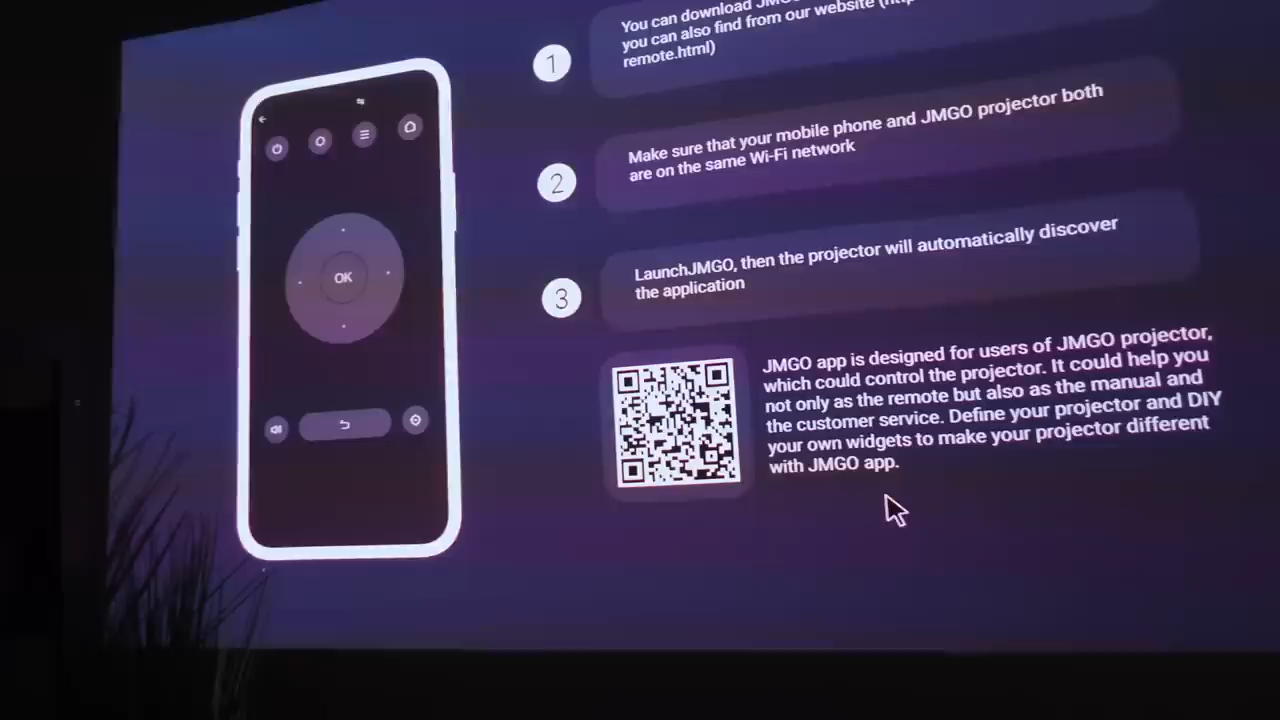 You can download JMGO
you can also find from our website
remote.html)
1
Make sure that your mobile phone and JMGO projector both
are on the same Wi-Fi network
2
LaunchJMGO, then the projector will automatically discover
the application
3
OK
JMGO app is designed for users of JMGO projector,
which could control the projector. It could help you
not only as the remote but also as the manual and
the customer service. Define your projector and DIY
your own widgets to make your projector different
with JMGO app.